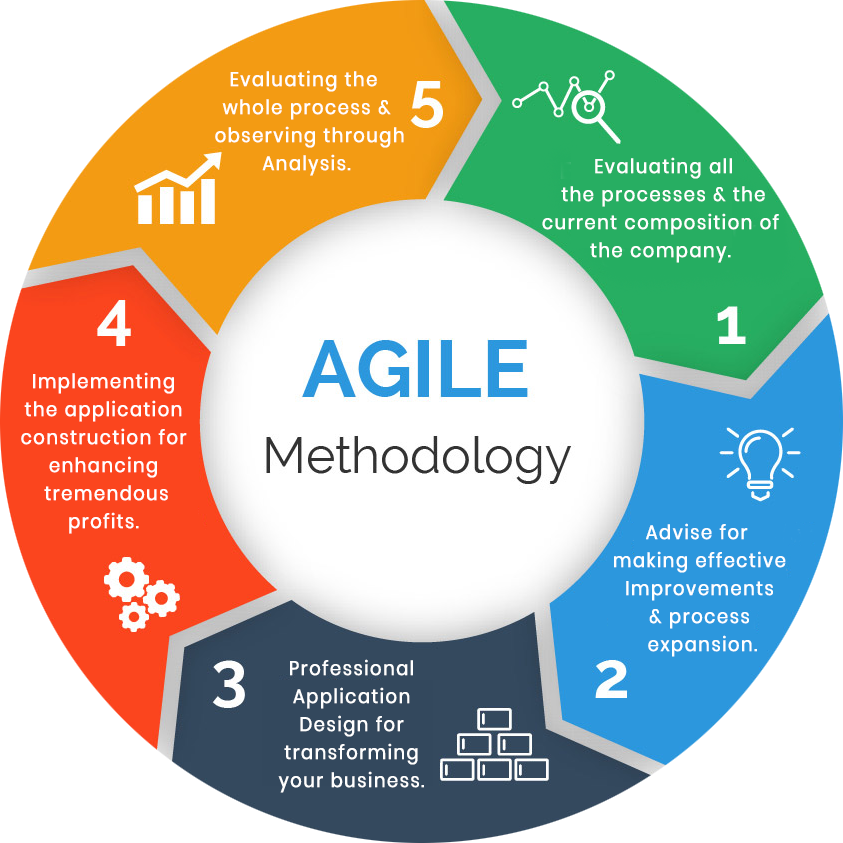 AGILE
Methodology
Evaluating all
the processes & the
current composition of
the company.
1
Advise for
making effective
Improvements
& process
expansion.
2
3
Professional
Application
Design for
transforming
your business.
4
Implementing
the application
construction for
enhancing
tremendous
profits.
5
Evaluating the
whole process &
observing through
Analysis.